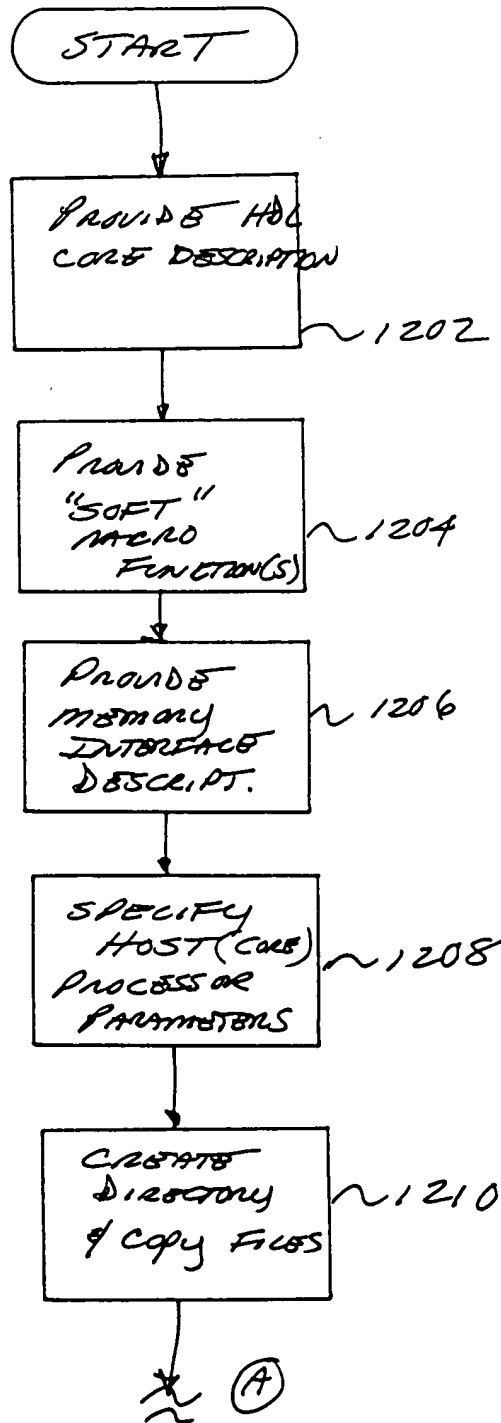 START
PROVIDE HDL
CORE DESCRIPTION
1202
PROVIDE
"SOFT"
MACRO
FUNCTION(S)
1204
PROVIDE
MEMORY
INTERFACE
DESCRIPT.
1206
SPECIFY
HOST (CORE)
PROCESSOR
PARAMETERS
1208
CREATE
DIRECTORY
& COPY FILES
1210
A